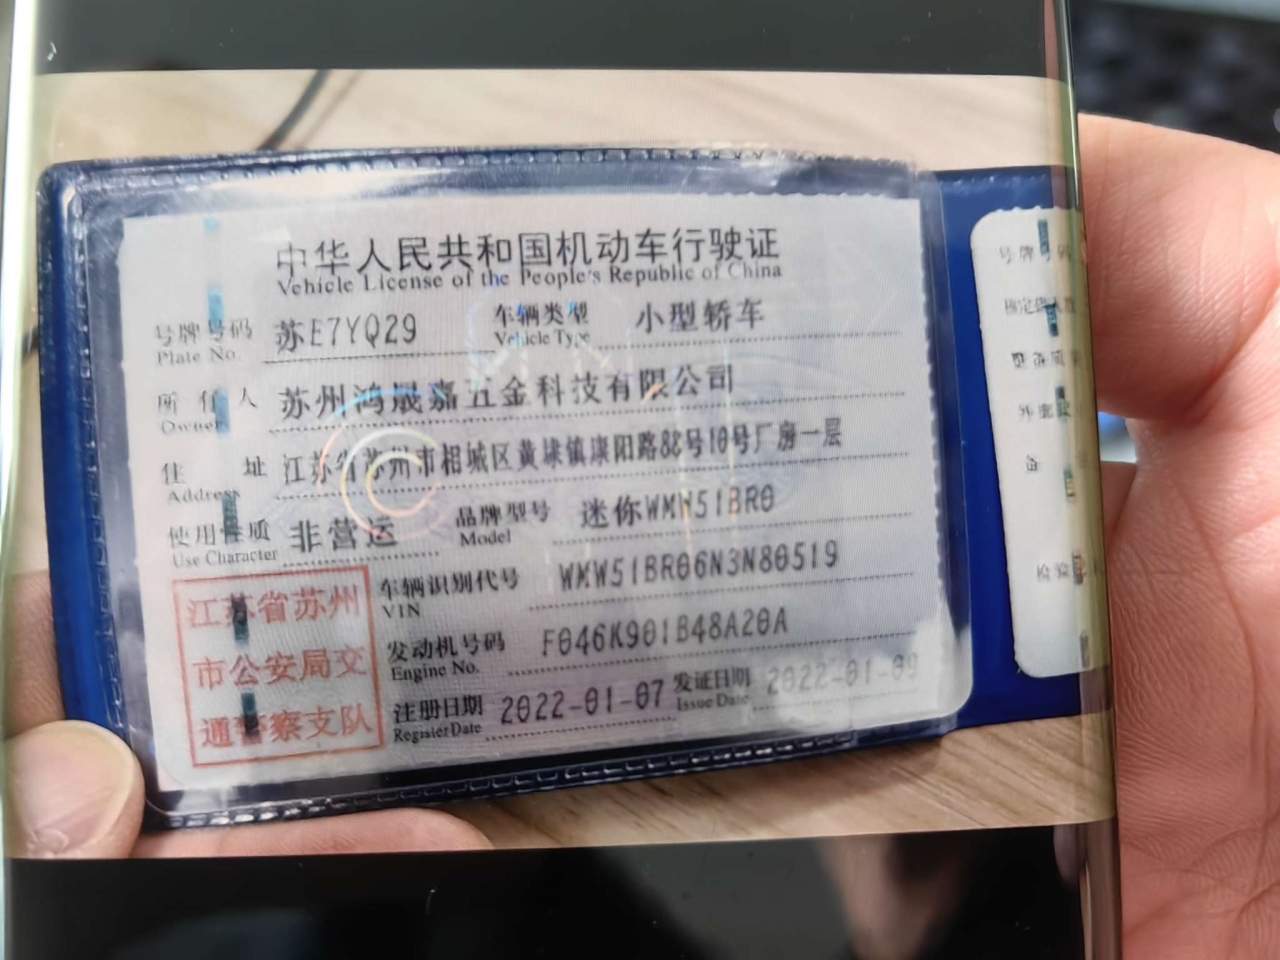 中华人民共和国机动车行驶证
Vehicle License of the People's Republic of China
号牌号码 苏E7YQ29 车辆类型 小型轿车
Plate No. Vehicle Type
所有人 苏州鸿晟嘉五金科技有限公司
Owner
住址 江苏省苏州市相城区黄埭镇康阳路88号10号厂房一层
Address
使用性质 非营运 品牌型号 迷你WMW51BR0
Use Character Model
江苏省苏州
市公安局交
通警察支队
车辆识别代号 WMW51BR06N3N80519
VIN
发动机号码 F046K901B48A20A
Engine No.
注册日期 2022-01-07 发证日期 2022-01-09
Register Date Issue Date
号牌号